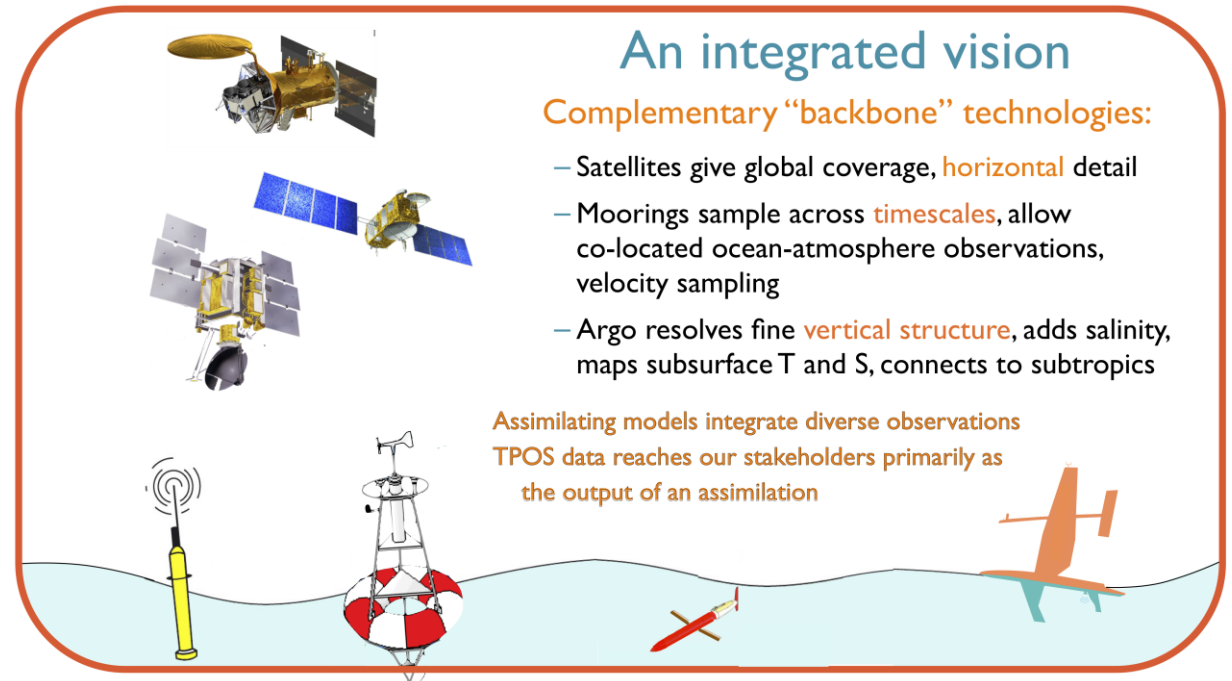 An integrated vision
Complementary “backbone” technologies:
– Satellites give global coverage, horizontal detail
– Moorings sample across timescales, allow
co-located ocean-atmosphere observations,
velocity sampling
– Argo resolves fine vertical structure, adds salinity,
maps subsurface T and S, connects to subtropics
Assimilating models integrate diverse observations
TPOS data reaches our stakeholders primarily as
the output of an assimilation